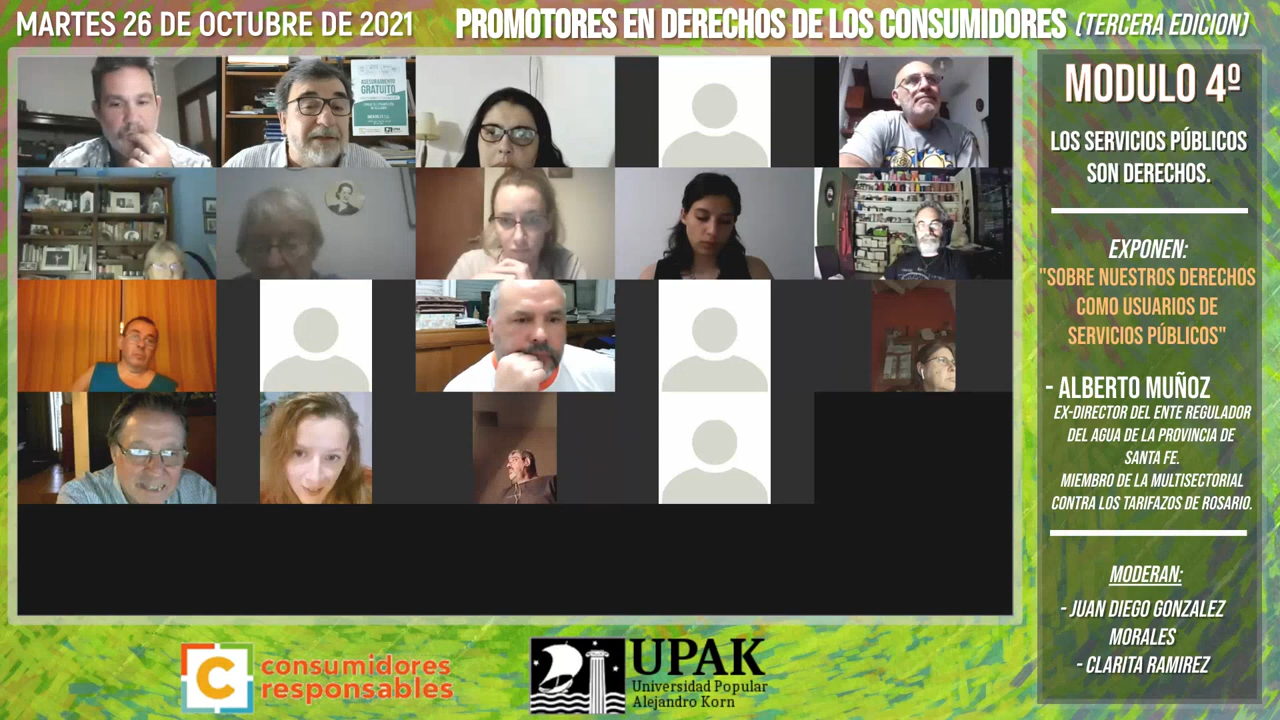 MARTES 26 DE OCTUBRE DE 2021
PROMOTORES EN DERECHOS DE LOS CONSUMIDORES (TERCERA EDICION)
ASESORAMIENTO
GRATUITO
UPAK
MODULO 4º
LOS SERVICIOS PÚBLICOS
SON DERECHOS.
EXPONEN:
"SOBRE NUESTROS DERECHOS
COMO USUARIOS DE
SERVICIOS PÚBLICOS"
- ALBERTO MUÑOZ
EX-DIRECTOR DEL ENTE REGULADOR
DEL AGUA DE LA PROVINCIA DE
SANTA FE.
MIEMBRO DE LA MULTISECTORIAL
CONTRA LOS TARIFAZOS DE ROSARIO.
MODERAN:
- JUAN DIEGO GONZALEZ
MORALES
- CLARITA RAMIREZ
C
consumidores
responsables
UPAK
Universidad Popular
Alejandro Korn